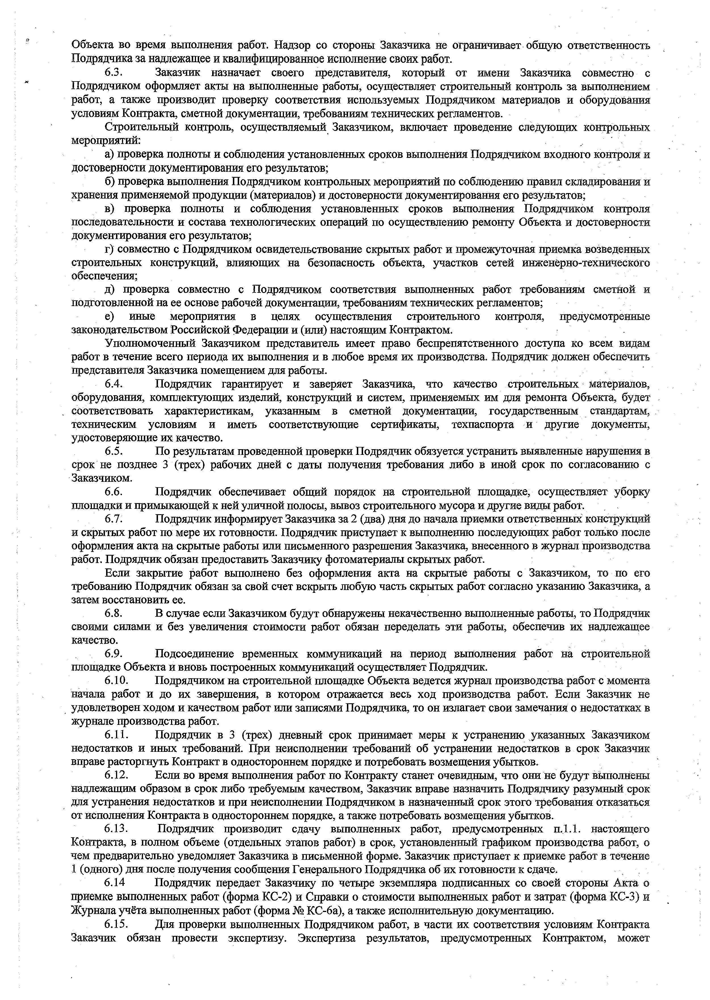 Объекта во время выполнения работ. Надзор со стороны Заказчика не ограничивает общую ответственность
Подрядчика за надлежащее и квалифицированное исполнение своих работ.
6.3. Заказчик назначает своего представителя, который от имени Заказчика совместно с
Подрядчиком оформляет акты на выполненные работы, осуществляет строительный контроль за выполнением
работ, а также производит проверку соответствия используемых Подрядчиком материалов и оборудования
условиям Контракта, сметной документации, требованиям технических регламентов.
Строительный контроль, осуществляемый Заказчиком, включает проведение следующих контрольных
мероприятий:
а) проверка полноты и соблюдения установленных сроков выполнения Подрядчиком входного контроля и
достоверности документирования его результатов;
б) проверка выполнения Подрядчиком контрольных мероприятий по соблюдению правил складирования и
хранения применяемой продукции (материалов) и достоверности документирования его результатов;
в) проверка полноты и соблюдения установленных сроков выполнения Подрядчиком контроля
последовательности и состава технологических операций по осуществлению ремонту Объекта и достоверности
документирования его результатов;
г) совместно с Подрядчиком освидетельствование скрытых работ и промежуточная приемка возведенных
строительных конструкций, влияющих на безопасность объекта, участков сетей инженерно-технического
обеспечения;
д) проверка совместно с Подрядчиком соответствия выполненных работ требованиям сметной и
подготовленной на ее основе рабочей документации, требованиям технических регламентов;
е) иные мероприятия в целях осуществления строительного контроля, предусмотренные
законодательством Российской Федерации и (или) настоящим Контрактом.
Уполномоченный Заказчиком представитель имеет право беспрепятственного доступа ко всем видам
работ в течение всего периода их выполнения и в любое время их производства. Подрядчик должен обеспечить
представителя Заказчика помещением для работы.
6.4. Подрядчик гарантирует и заверяет Заказчика, что качество строительных материалов,
оборудования, комплектующих изделий, конструкций и систем, применяемых им для ремонта Объекта, будет
соответствовать характеристикам, указанным в сметной документации, государственным стандартам,
техническим условиям и иметь соответствующие сертификаты, техпаспорта и другие документы,
удостоверяющие их качество.
6.5. По результатам проведенной проверки Подрядчик обязуется устранить выявленные нарушения в
срок не позднее 3 (трех) рабочих дней с даты получения требования либо в иной срок по согласованию с
Заказчиком.
6.6. Подрядчик обеспечивает общий порядок на строительной площадке, осуществляет уборку
площадки и примыкающей к ней уличной полосы, вывоз строительного мусора и другие виды работ.
6.7. Подрядчик информирует Заказчика за 2 (два) дня до начала приемки ответственных конструкций
и скрытых работ по мере их готовности. Подрядчик приступает к выполнению последующих работ только после
оформления акта на скрытые работы или письменного разрешения Заказчика, внесенного в журнал производства
работ. Подрядчик обязан предоставить Заказчику фотоматериалы скрытых работ.
Если закрытие работ выполнено без оформления акта на скрытые работы с Заказчиком, то по его
требованию Подрядчик обязан за свой счет вскрыть любую часть скрытых работ согласно указанию Заказчика, а
затем восстановить ее.
6.8. В случае если Заказчиком будут обнаружены некачественно выполненные работы, то Подрядчик
своими силами и без увеличения стоимости работ обязан переделать эти работы, обеспечив их надлежащее
качество.
6.9. Подсоединение временных коммуникаций на период выполнения работ на строительной
площадке Объекта и вновь построенных коммуникаций осуществляет Подрядчик.
6.10. Подрядчиком на строительной площадке Объекта ведется журнал производства работ с момента
начала работ и до их завершения, в котором отражается весь ход производства работ. Если Заказчик не
удовлетворен ходом и качеством работ или записями Подрядчика, то он излагает свои замечания о недостатках в
журнале производства работ.
6.11. Подрядчик в 3 (трех) дневный срок принимает меры к устранению указанных Заказчиком
недостатков и иных требований. При неисполнении требований об устранении недостатков в срок Заказчик
вправе расторгнуть Контракт в одностороннем порядке и потребовать возмещения убытков.
6.12. Если во время выполнения работ по Контракту станет очевидным, что они не будут выполнены
надлежащим образом в срок либо требуемым качеством, Заказчик вправе назначить Подрядчику разумный срок
для устранения недостатков и при неисполнении Подрядчиком в назначенный срок этого требования отказаться
от исполнения Контракта в одностороннем порядке, а также потребовать возмещения убытков.
6.13. Подрядчик производит сдачу выполненных работ, предусмотренных п.1.1. настоящего
Контракта, в полном объеме (отдельных этапов работ) в срок, установленный графиком производства работ, о
чем предварительно уведомляет Заказчика в письменной форме. Заказчик приступает к приемке работ в течение
1 (одного) дня после получения сообщения Генерального Подрядчика об их готовности к сдаче.
6.14 Подрядчик передает Заказчику по четыре экземпляра подписанных со своей стороны Акта о
приемке выполненных работ (форма КС-2) и Справки о стоимости выполненных работ и затрат (форма КС-3) и
Журнала учёта выполненных работ (форма № КС-6а), а также исполнительную документацию.
6.15. Для проверки выполненных Подрядчиком работ, в части их соответствия условиям Контракта
Заказчик обязан провести экспертизу. Экспертиза результатов, предусмотренных Контрактом, может